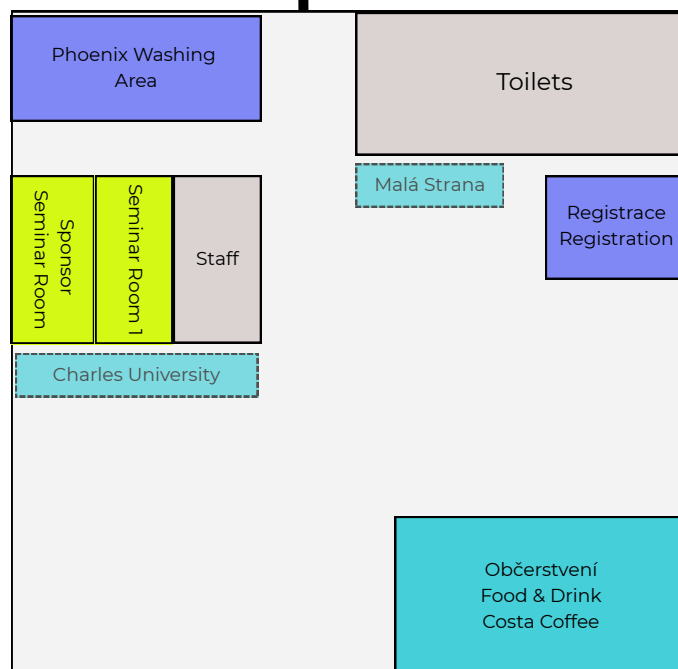 Phoenix Washing
Area
Toilets
Malá Strana
Registrace
Registration
Sponsor
Seminar Room
Seminar Room 1
Staff
Charles University
Občerstvení
Food & Drink
Costa Coffee